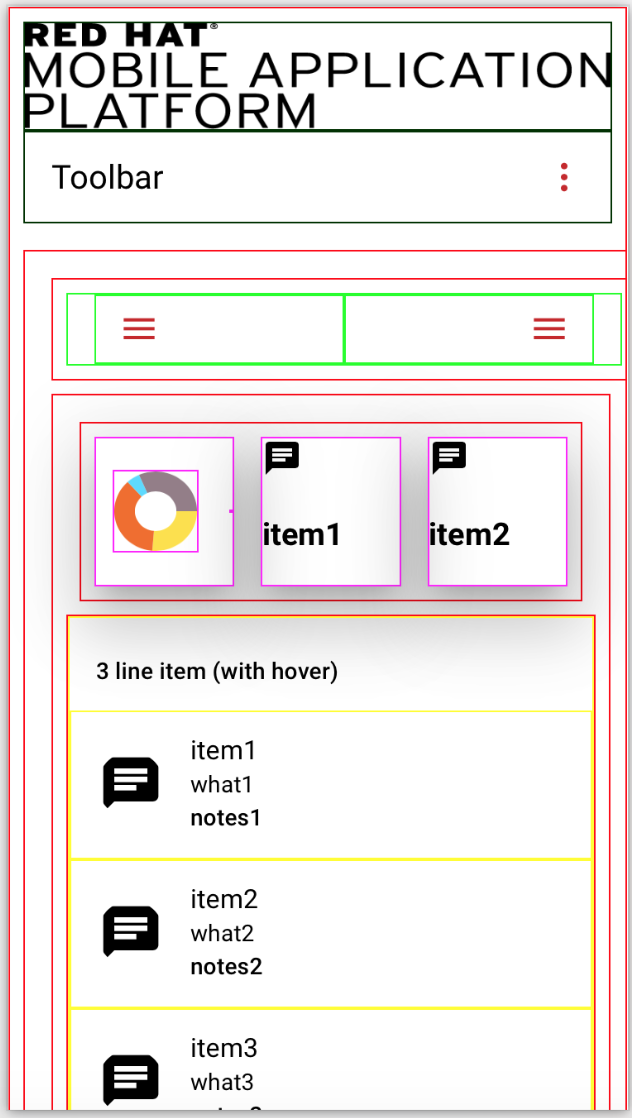 RED HAT®
MOBILE APPLICATION
PLATFORM
Toolbar
item1
item2
3 line item (with hover)
item1
what1
notes1
item2
what2
notes2
item3
what3